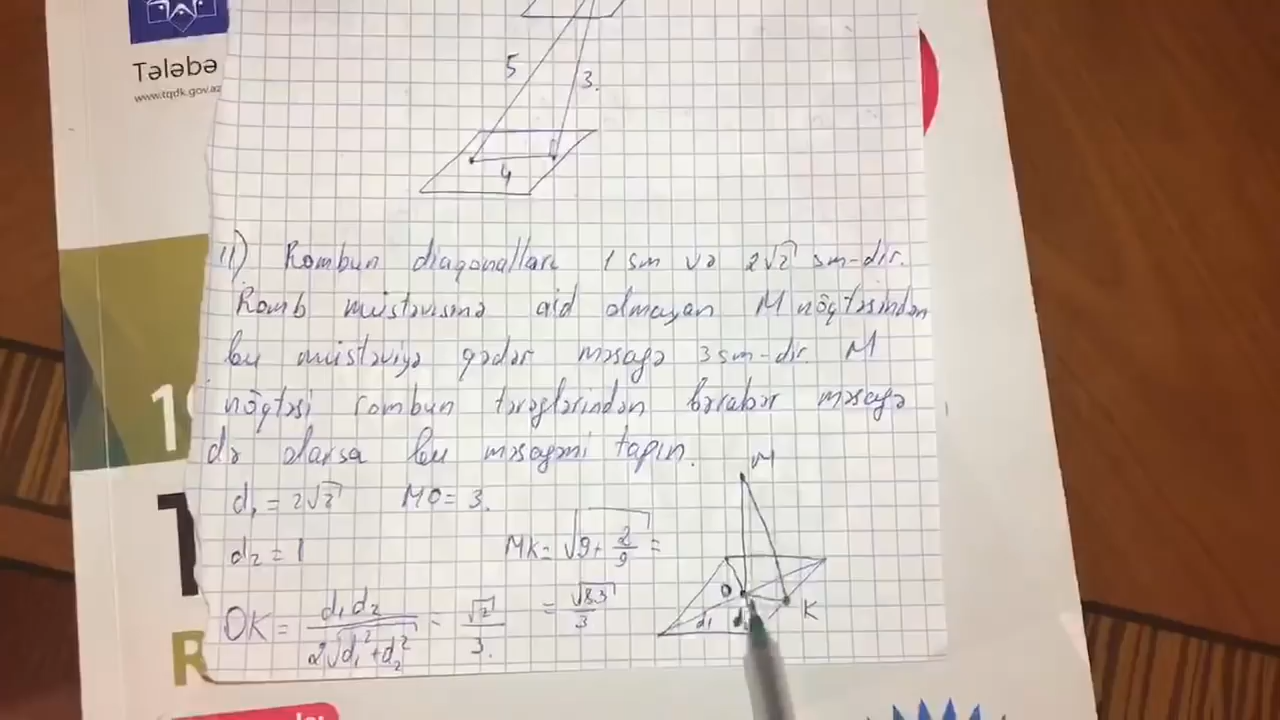 Tələbə
www.tqdk.gov.az
5
3.
4
11) Rombun diaqonalları 1 sm və 2√2 sm-dir.
Romb müstəvisinə aid olmayan M nöqtəsindən
bu müstəviyə qədər məsafə 3 sm-dir. M
nöqtəsi rombun tərəflərindən bərabər məsafə
də olarsa bu məsafəni tapın.
M
d₁ = 2√2 MO = 3.
d₂ = 1 MK = √(9 + 2/9) =
= √83/3
OK = d₁d₂/(2√(d₁² + d₂²)) = √2/3.
O K
d₁
1
T
R